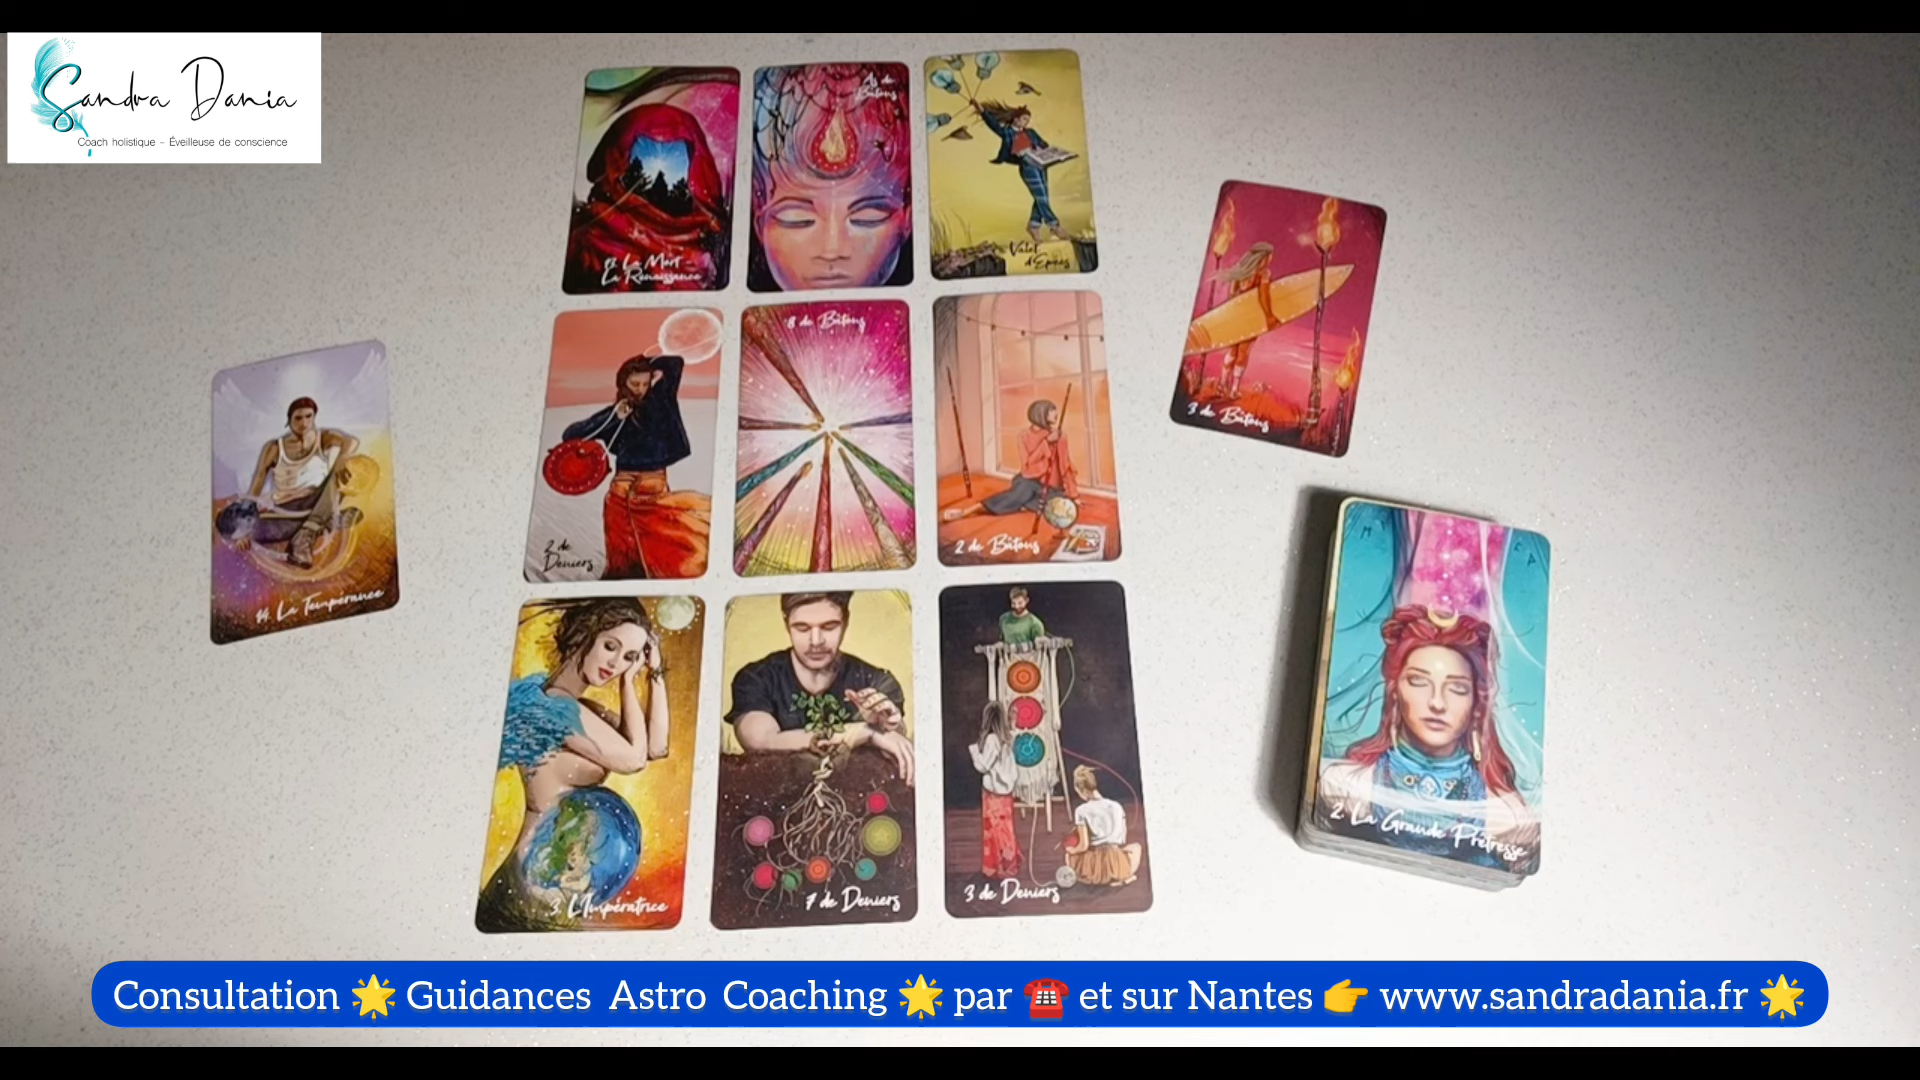 Sandra Dania
Coach holistique - Éveilleuse de conscience
13. La Mort -
La Renaissance
As de
Bâtons
Valet
d'Epées
3 de Bâtons
14. La Tempérance
2 de
Deniers
8 de Bâtons
2 de Bâtons
3. L'Impératrice
7 de Deniers
3 de Deniers
2. La Grande Prêtresse
Consultation 🌟 Guidances Astro Coaching 🌟 par ☎️ et sur Nantes 👉 www.sandradania.fr 🌟